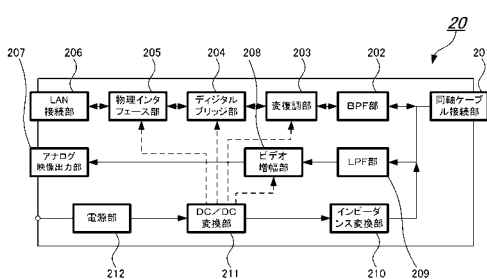 20
207
206
205
204
208
203
202
20
LAN
接続部
物理インタ
フェース部
ディジタル
ブリッジ部
変復調部
BPF部
同軸ケーブ
ル接続部
アナログ
映像出力部
ビデオ
増幅部
LPF部
電源部
DC/DC
変換部
インピーダ
ンス変換部
212
211
210
209